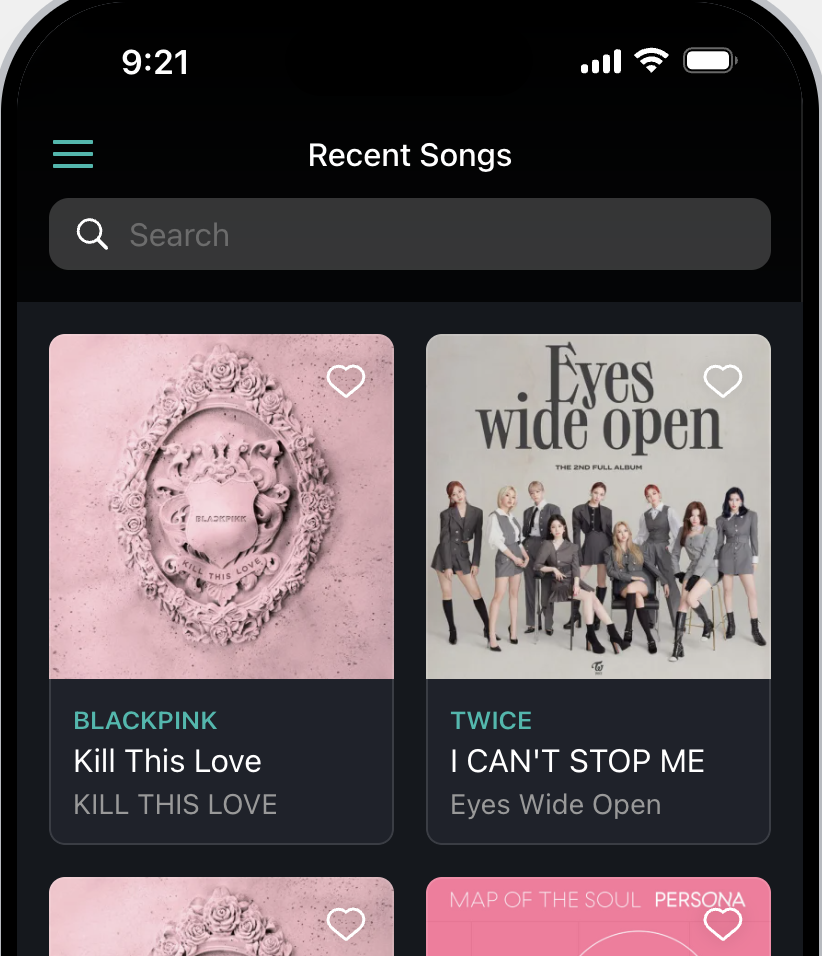 9:21
Recent Songs
Search
BLACKPINK
KILL THIS LOVE
Eyes
wide open
THE 2ND FULL ALBUM
BLACKPINK
Kill This Love
KILL THIS LOVE
TWICE
I CAN'T STOP ME
Eyes Wide Open
MAP OF THE SOUL PERSONA